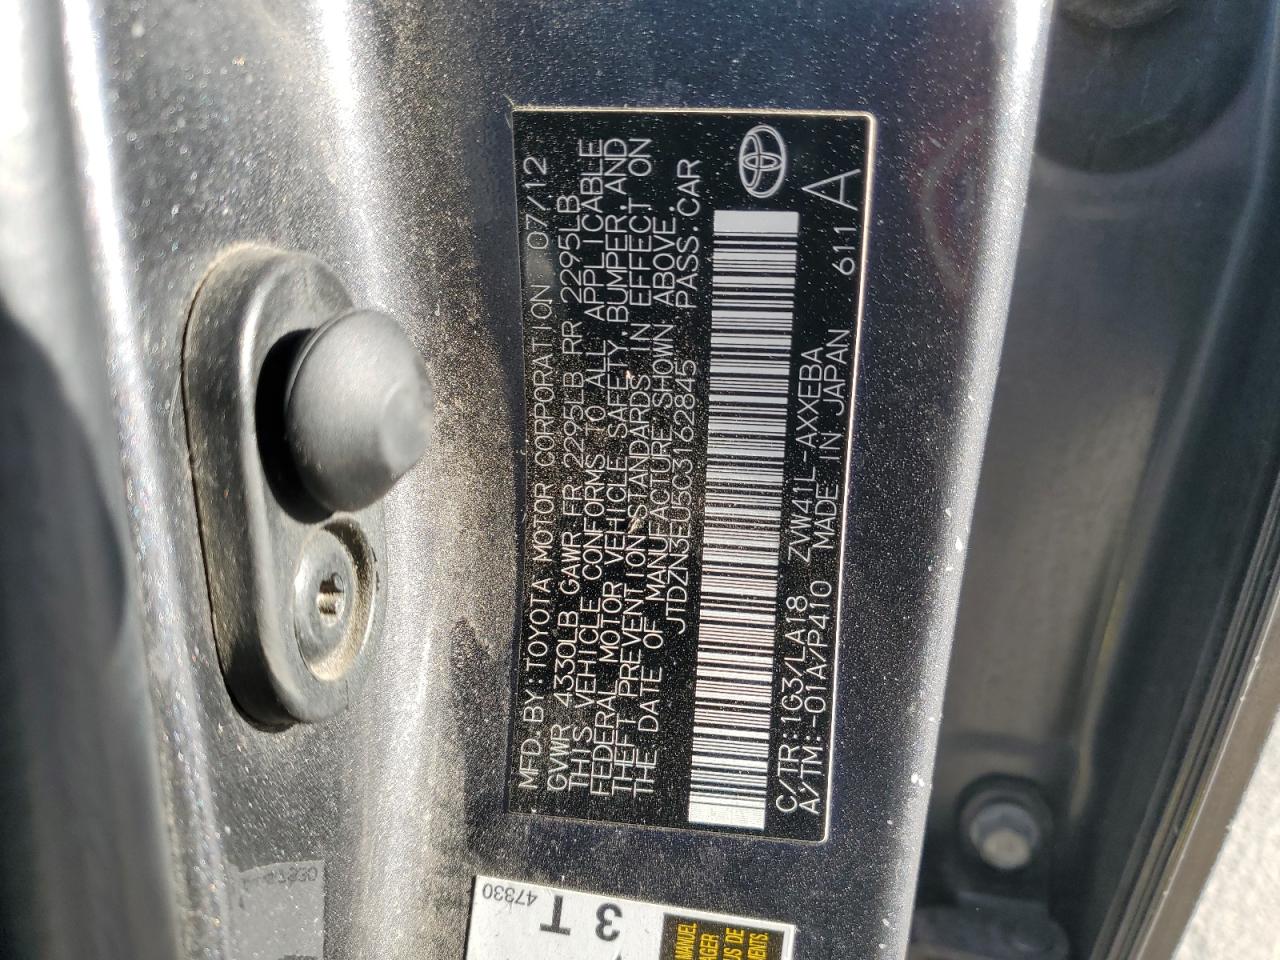 MFD.BY:TOYOTA MOTOR CORPORATION 07/12
GVWR 4330LB GAWR FR 2295LB RR 2295LB
THIS VEHICLE CONFORMS TO ALL APPLICABLE
FEDERAL MOTOR VEHICLE SAFETY, BUMPER, AND
THEFT PREVENTION STANDARDS IN EFFECT ON
THE DATE OF MANUFACTURE SHOWN ABOVE.
JTDZN3EU5C3162845 PASS.CAR
C/TR:1G3/LA18 ZVW41L-AXXEBA
A/TM:-01A/P410 MADE IN JAPAN 611A
47330
3 T
MANUEL